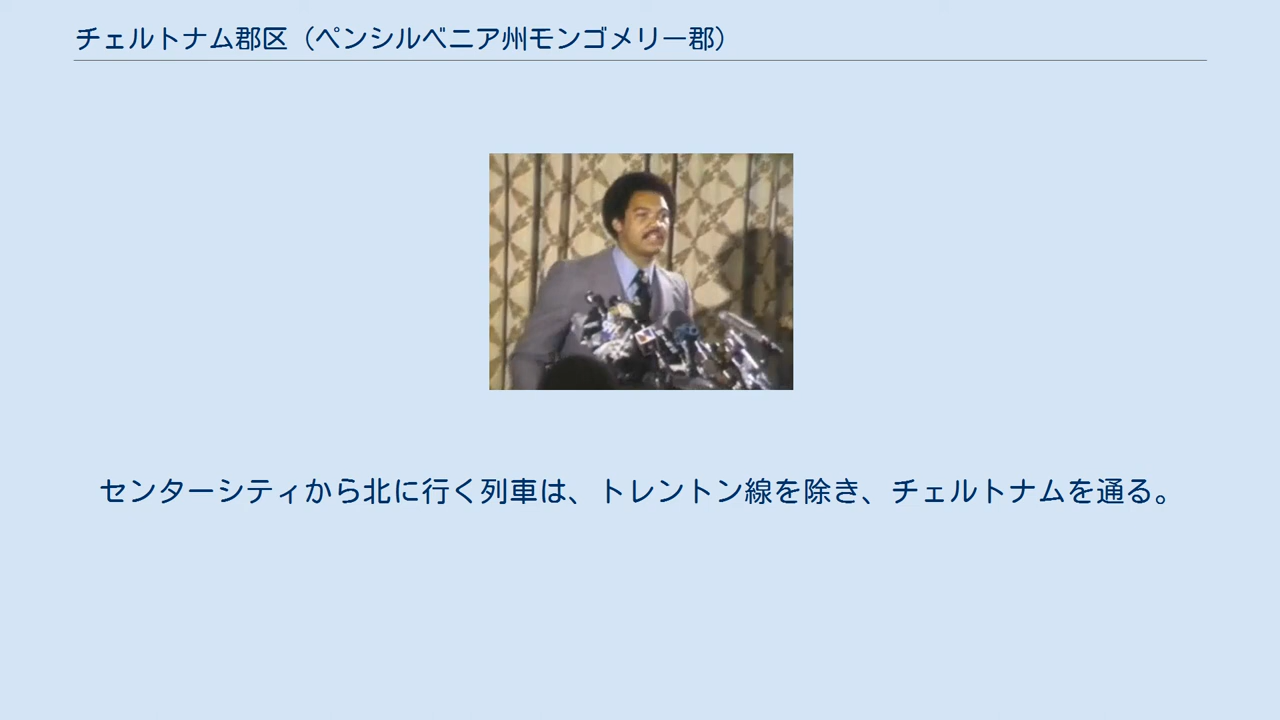 チェルトナム郡区（ペンシルベニア州モンゴメリー郡）
センターシティから北に行く列車は、トレントン線を除き、チェルトナムを通る。